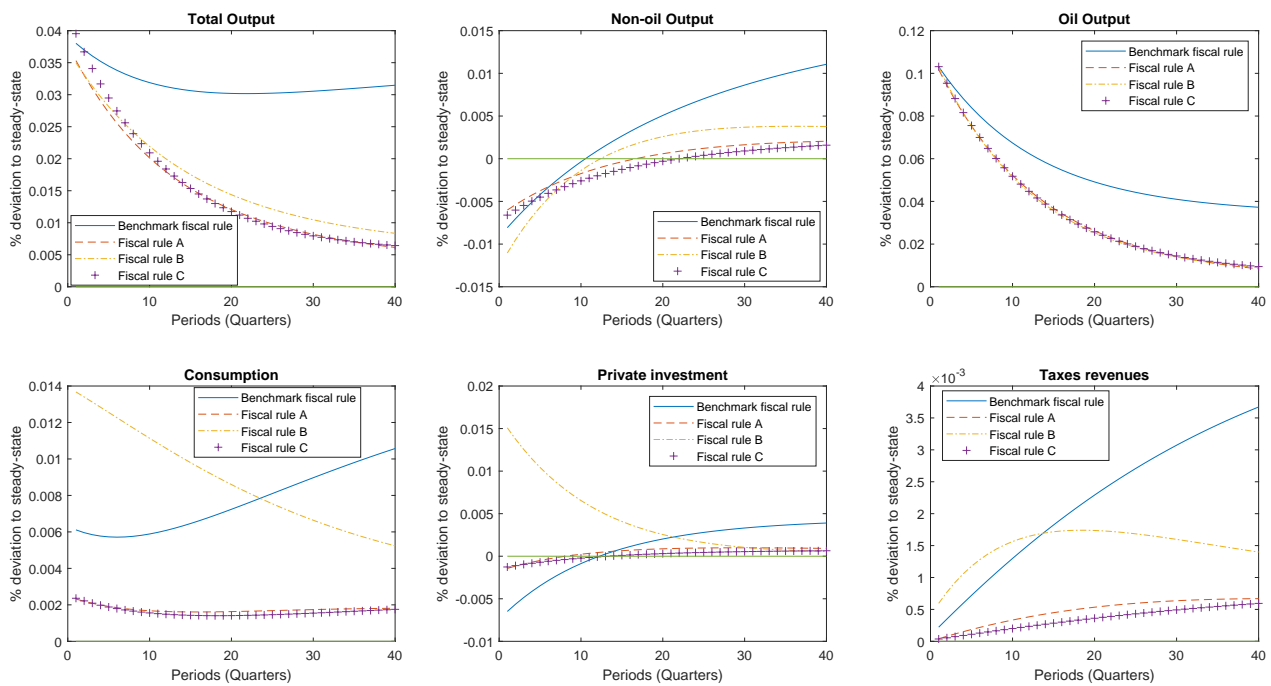 Total Output
% deviation to steady-state
0.04
0.035
0.03
0.025
0.02
0.015
0.01
0.005
0
Benchmark fiscal rule
Fiscal rule A
Fiscal rule B
Fiscal rule C
0 10 20 30 40
Periods (Quarters)
Non-oil Output
% deviation to steady-state
0.015
0.01
0.005
0
-0.005
-0.01
-0.015
Benchmark fiscal rule
Fiscal rule A
Fiscal rule B
Fiscal rule C
0 10 20 30 40
Periods (Quarters)
Oil Output
% deviation to steady-state
0.12
0.1
0.08
0.06
0.04
0.02
0
Benchmark fiscal rule
Fiscal rule A
Fiscal rule B
Fiscal rule C
0 10 20 30 40
Periods (Quarters)
Consumption
% deviation to steady-state
0.014
0.012
0.01
0.008
0.006
0.004
0.002
0
Benchmark fiscal rule
Fiscal rule A
Fiscal rule B
Fiscal rule C
0 10 20 30 40
Periods (Quarters)
Private investment
% deviation to steady-state
0.02
0.015
0.01
0.005
0
-0.005
-0.01
Benchmark fiscal rule
Fiscal rule A
Fiscal rule B
Fiscal rule C
0 10 20 30 40
Periods (Quarters)
Taxes revenues
×10⁻³
% deviation to steady-state
4
3.5
3
2.5
2
1.5
1
0.5
0
Benchmark fiscal rule
Fiscal rule A
Fiscal rule B
Fiscal rule C
0 10 20 30 40
Periods (Quarters)